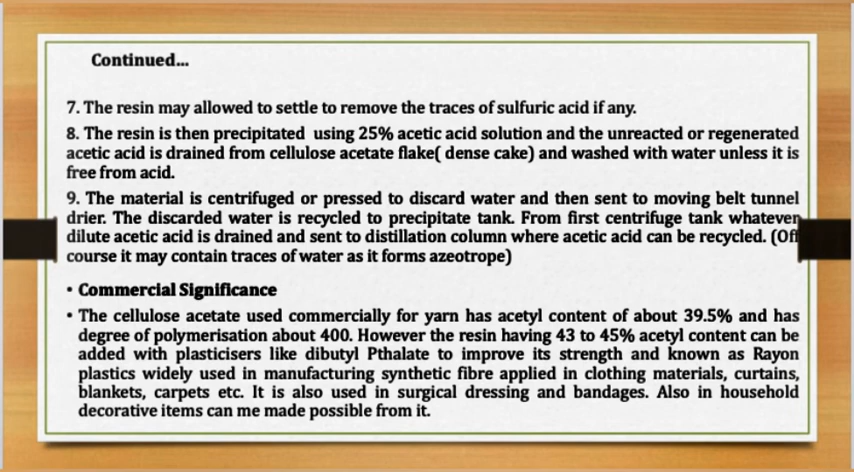 Continued...
7. The resin may allowed to settle to remove the traces of sulfuric acid if any.
8. The resin is then precipitated using 25% acetic acid solution and the unreacted or regenerated
acetic acid is drained from cellulose acetate flake( dense cake) and washed with water unless it is
free from acid.
9. The material is centrifuged or pressed to discard water and then sent to moving belt tunnel
drier. The discarded water is recycled to precipitate tank. From first centrifuge tank whatever
dilute acetic acid is drained and sent to distillation column where acetic acid can be recycled. (Off
course it may contain traces of water as it forms azeotrope)
• Commercial Significance
• The cellulose acetate used commercially for yarn has acetyl content of about 39.5% and has
degree of polymerisation about 400. However the resin having 43 to 45% acetyl content can be
added with plasticisers like dibutyl Pthalate to improve its strength and known as Rayon
plastics widely used in manufacturing synthetic fibre applied in clothing materials, curtains,
blankets, carpets etc. It is also used in surgical dressing and bandages. Also in household
decorative items can me made possible from it.